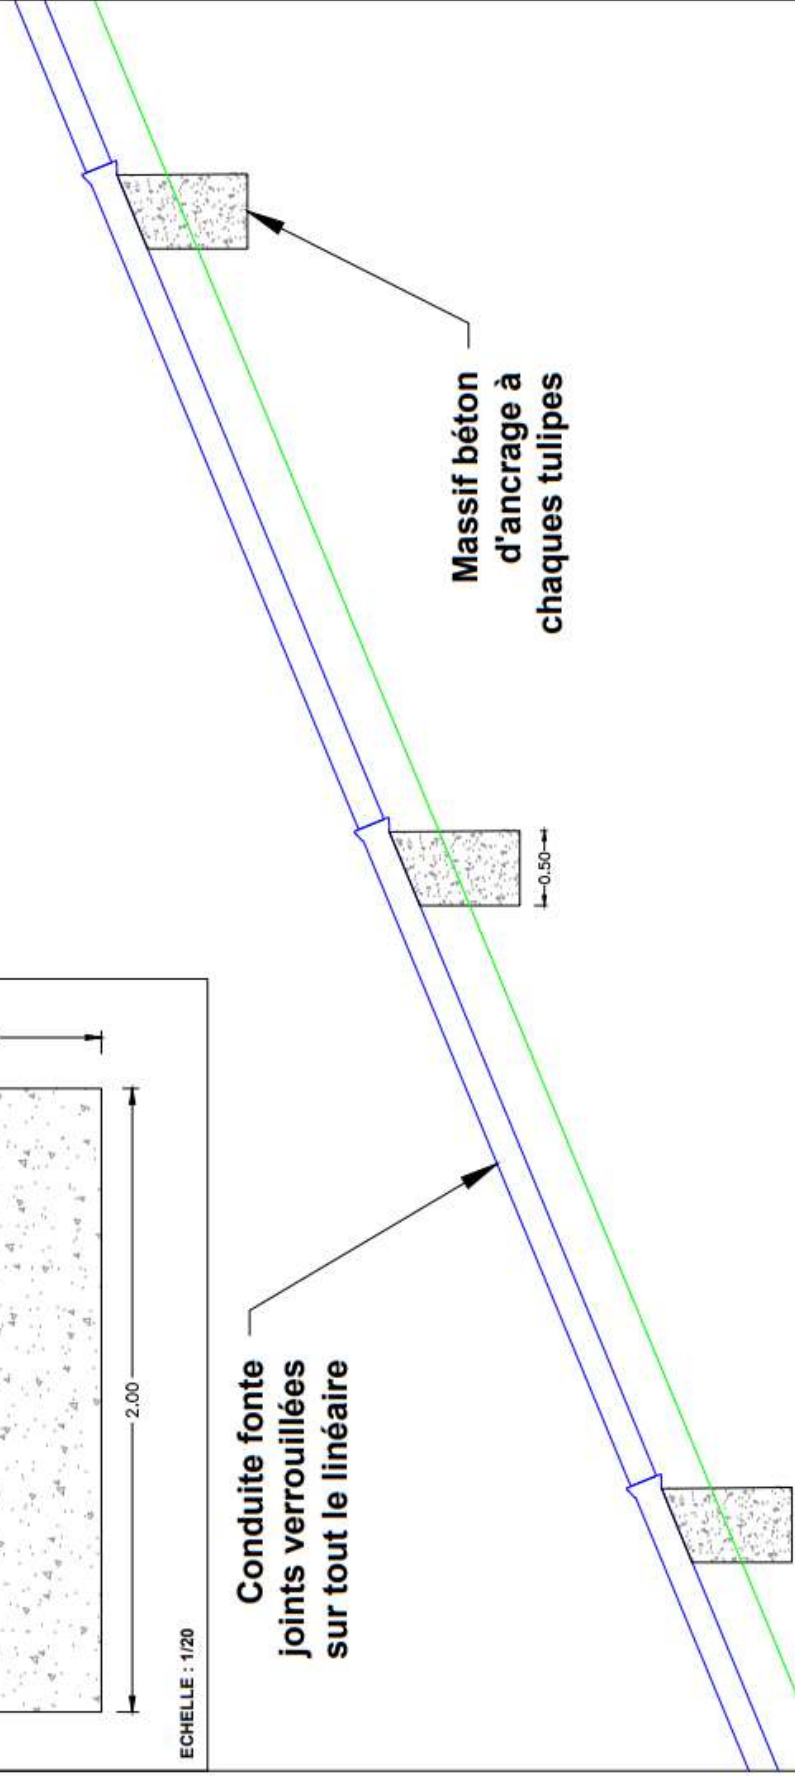 2.00
ECHELLE : 1/20
Conduite fonte
joints verrouillées
sur tout le linéaire
0.50
Massif béton
d'ancrage à
chaques tulipes